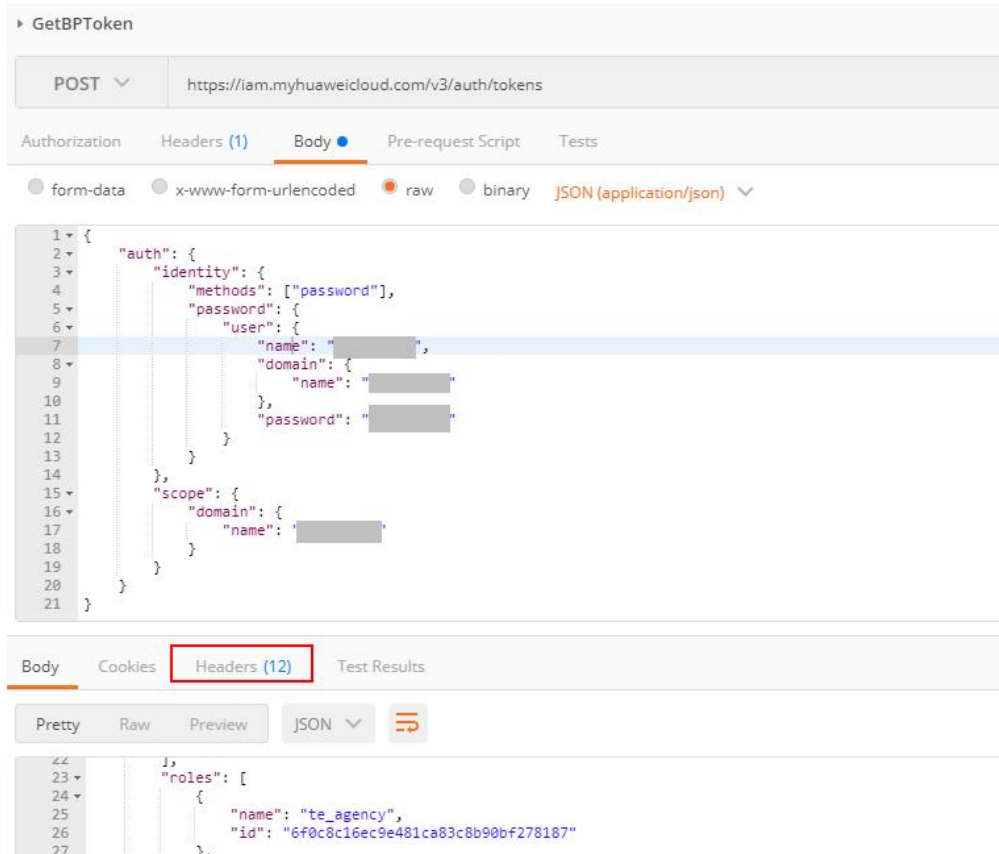 GetBPToken
POST https://iam.myhuaweicloud.com/v3/auth/tokens
Authorization Headers (1) Body Pre-request Script Tests
form-data x-www-form-urlencoded raw binary JSON (application/json)
1 {
2 "auth": {
3 "identity": {
4 "methods": ["password"],
5 "password": {
6 "user": {
7 "name": " ",
8 "domain": {
9 "name": " "
10 },
11 "password": " "
12 }
13 }
14 },
15 "scope": {
16 "domain": {
17 "name": " "
18 }
19 }
20 }
21 }
Body Cookies Headers (12) Test Results
Pretty Raw Preview JSON
22 ],
23 "roles": [
24 {
25 "name": "te_agency",
26 "id": "6f0c8c16ec9e481ca83c8b90bf278187"
27 },